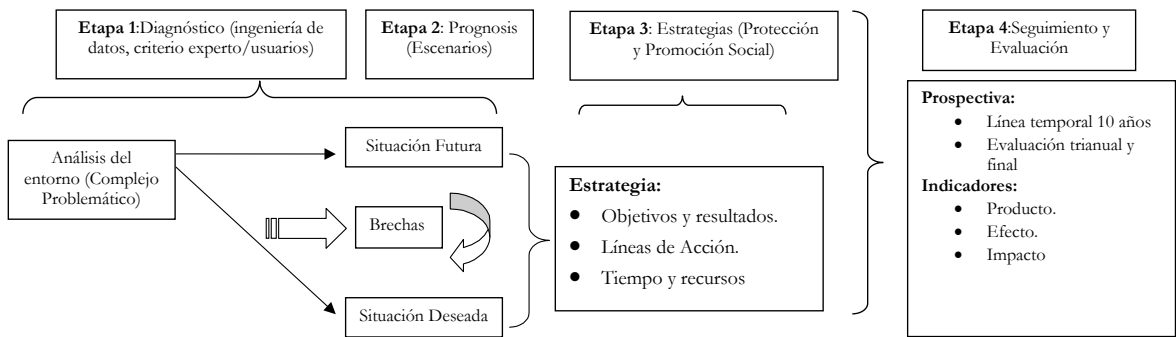 Etapa 1:Diagnóstico (ingeniería de
datos, criterio experto/usuarios)
Etapa 2: Prognosis
(Escenarios)
Etapa 3: Estrategias (Protección
y Promoción Social)
Etapa 4:Seguimiento y
Evaluación
Análisis del
entorno (Complejo
Problemático)
Situación Futura
Brechas
Situación Deseada
Estrategia:
• Objetivos y resultados.
• Líneas de Acción.
• Tiempo y recursos
Prospectiva:
• Línea temporal 10 años
• Evaluación trianual y
final
Indicadores:
• Producto.
• Efecto.
• Impacto